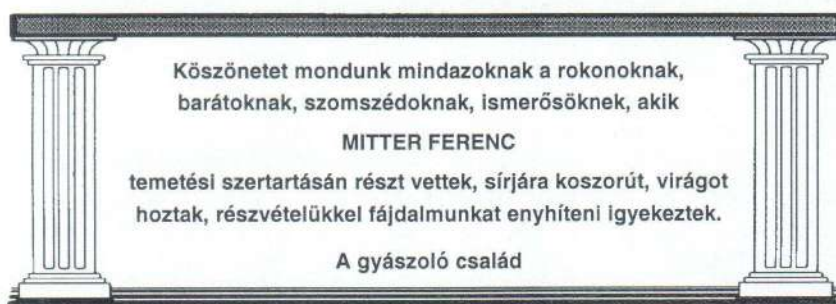 Köszönetet mondunk mindazoknak a rokonoknak,
barátoknak, szomszédoknak, ismerősöknek, akik
MITTER FERENC
temetési szertartásán részt vettek, sírjára koszorút, virágot
hoztak, részvételükkel fájdalmunkat enyhíteni igyekeztek.
A gyászoló család